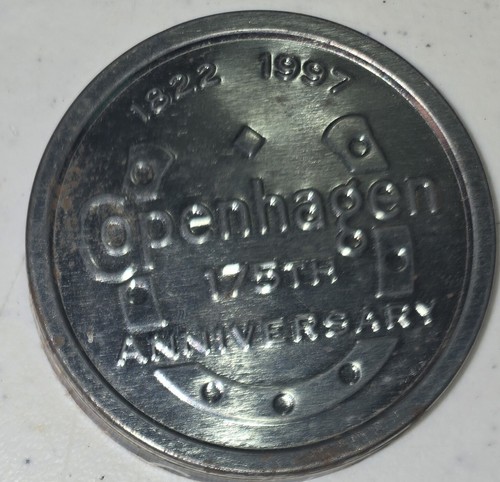 1822 1997
Copenhagen
175TH
ANNIVERSARY